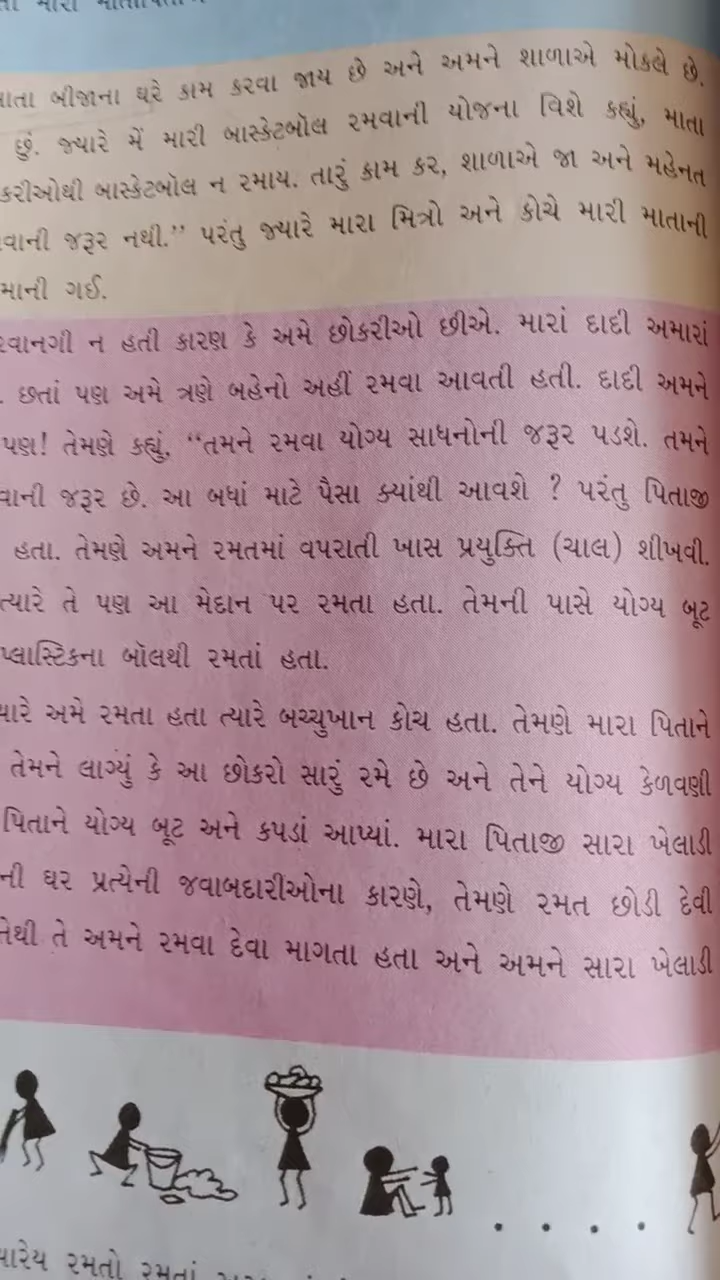 બીજાના ઘરે કામ કરવા જાય છે અને અમને શાળાએ મોકલે છે.
છું. જ્યારે મેં મારી બાસ્કેટબૉલ રમવાની યોજના વિશે કહ્યું, માતા
કરીઓથી બાસ્કેટબૉલ ન રમાય. તારું કામ કર, શાળાએ જા અને મહેનત
વાની જરૂર નથી.” પરંતુ જ્યારે મારા મિત્રો અને કોચે મારી માતાની
માની ગઈ.
રવાનગી ન હતી કારણ કે અમે છોકરીઓ છીએ. મારાં દાદી અમારાં
. છતાં પણ અમે ત્રણે બહેનો અહીં રમવા આવતી હતી. દાદી અમને
પણ! તેમણે કહ્યું, “તમને રમવા યોગ્ય સાધનોની જરૂર પડશે. તમને
વાની જરૂર છે. આ બધાં માટે પૈસા ક્યાંથી આવશે ? પરંતુ પિતાજી
હતા. તેમણે અમને રમતમાં વપરાતી ખાસ પ્રયુક્તિ (ચાલ) શીખવી.
ત્યારે તે પણ આ મેદાન પર રમતા હતા. તેમની પાસે યોગ્ય બૂટ
પ્લાસ્ટિકના બૉલથી રમતાં હતા.
યારે અમે રમતા હતા ત્યારે બચ્ચુખાન કોચ હતા. તેમણે મારા પિતાને
તેમને લાગ્યું કે આ છોકરો સારું રમે છે અને તેને યોગ્ય કેળવણી
પિતાને યોગ્ય બૂટ અને કપડાં આપ્યાં. મારા પિતાજી સારા ખેલાડી
ની ઘર પ્રત્યેની જવાબદારીઓના કારણે, તેમણે રમત છોડી દેવી
તેથી તે અમને રમવા દેવા માગતા હતા અને અમને સારા ખેલાડી
યારેય રમતો રમતાં